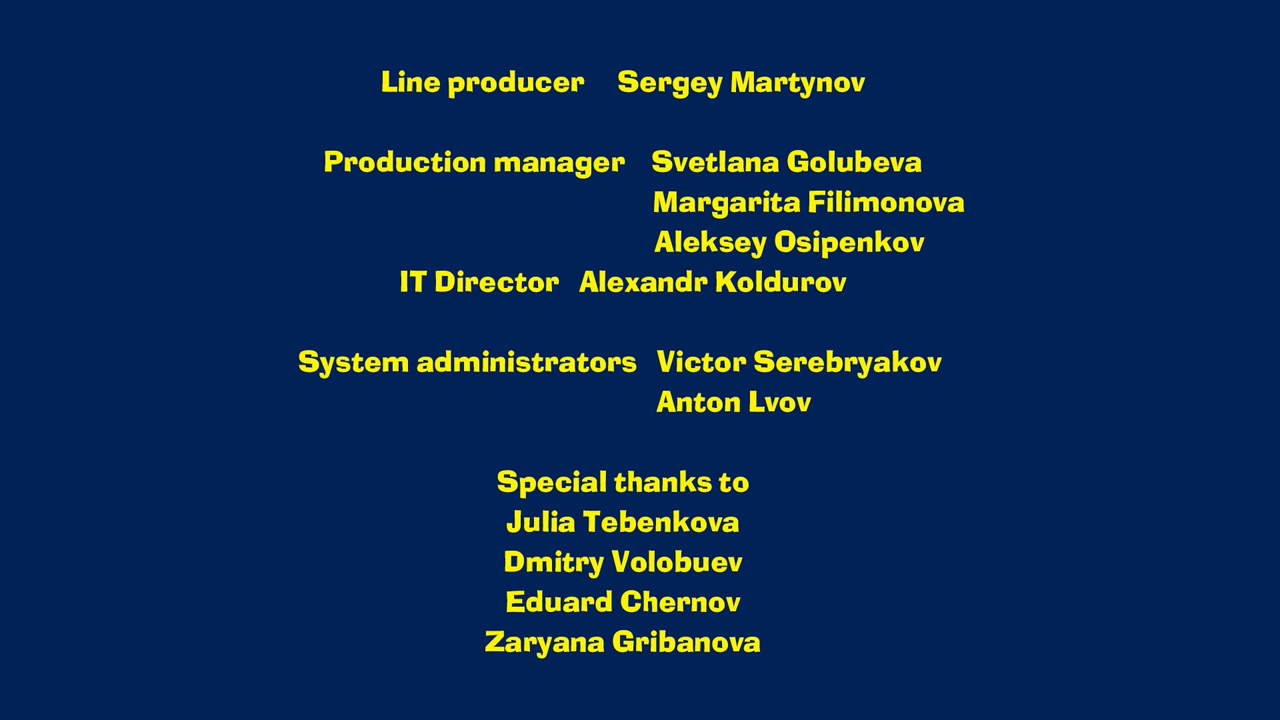 Line producer Sergey Martynov
Production manager Svetlana Golubeva
Margarita Filimonova
Aleksey Osipenkov
IT Director Alexandr Koldurov
System administrators Victor Serebryakov
Anton Lvov
Special thanks to
Julia Tebenkova
Dmitry Volobuev
Eduard Chernov
Zaryana Gribanova